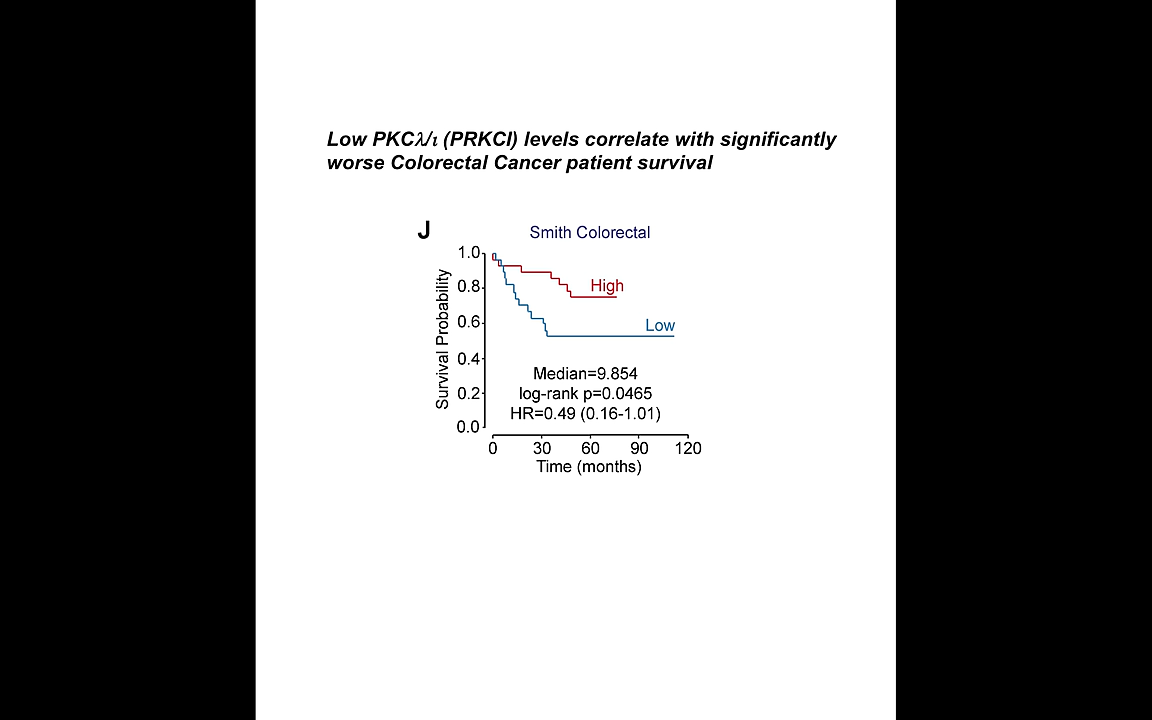 Low PKCλ/ι (PRKCI) levels correlate with significantly
worse Colorectal Cancer patient survival
J
Smith Colorectal
1.0
0.8
0.6
0.4
0.2
0.0
Survival Probability
High
Low
Median=9.854
log-rank p=0.0465
HR=0.49 (0.16-1.01)
0 30 60 90 120
Time (months)